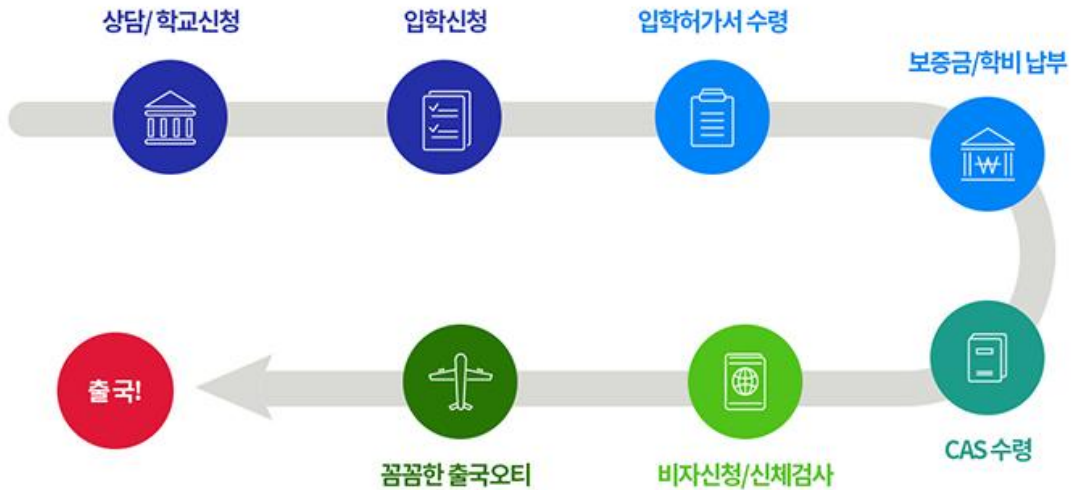 상담/ 학교신청
입학신청
입학허가서 수령
보증금/학비 납부
₩
CAS 수령
비자신청/신체검사
꼼꼼한 출국오티
출국!